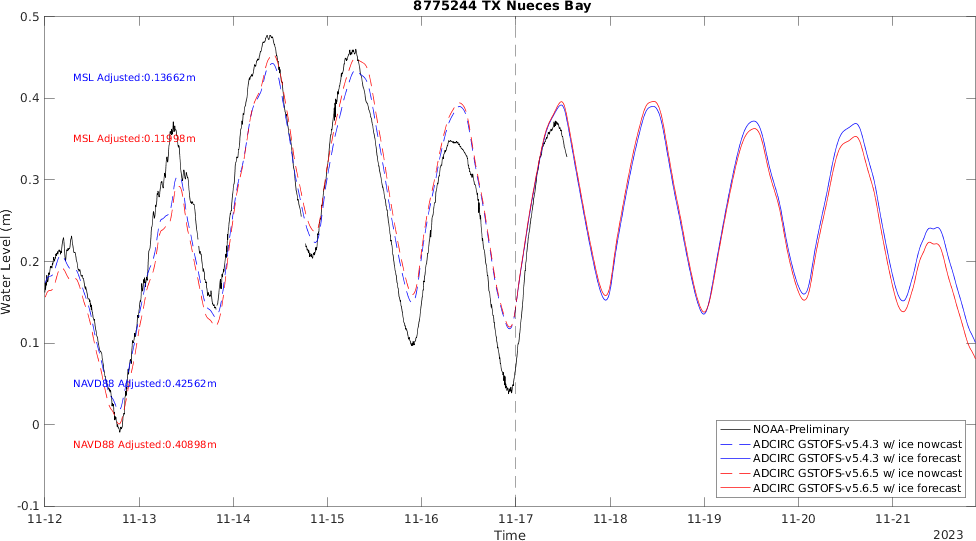 8775244 TX Nueces Bay
0.5
0.4
0.3
0.2
0.1
0
-0.1
Water Level (m)
MSL Adjusted:0.13662m
MSL Adjusted:0.11998m
NAVD88 Adjusted:0.42562m
NAVD88 Adjusted:0.40898m
NOAA-Preliminary
ADCIRC GSTOFS-v5.4.3 w/ ice nowcast
ADCIRC GSTOFS-v5.4.3 w/ ice forecast
ADCIRC GSTOFS-v5.6.5 w/ ice nowcast
ADCIRC GSTOFS-v5.6.5 w/ ice forecast
11-12 11-13 11-14 11-15 11-16 11-17 11-18 11-19 11-20 11-21
Time
2023